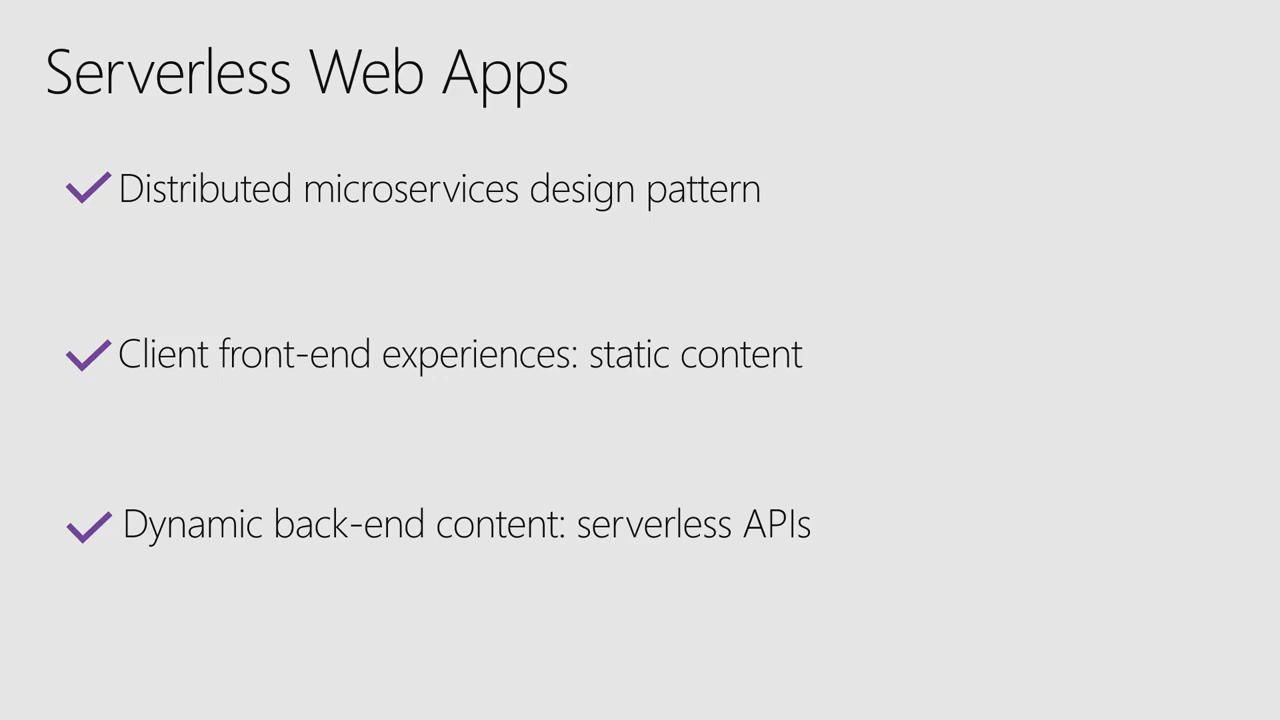 Serverless Web Apps
Distributed microservices design pattern
Client front-end experiences: static content
Dynamic back-end content: serverless APIs